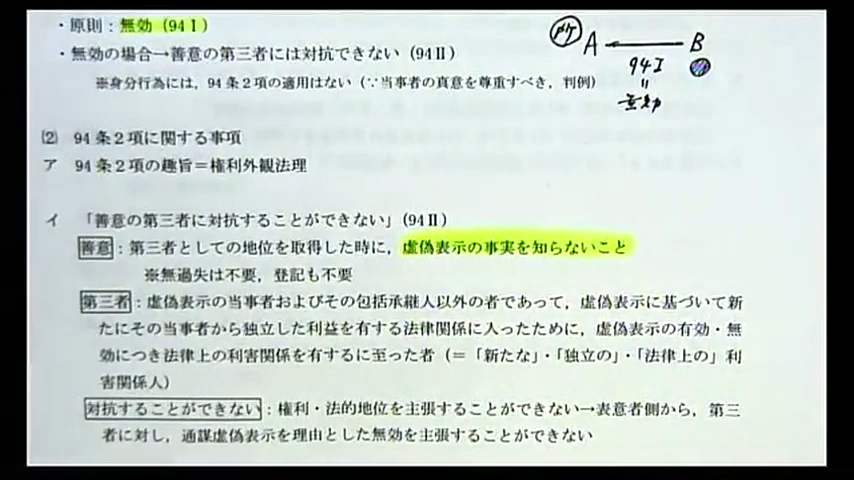 ・原則：無効（94Ⅰ）
・無効の場合→善意の第三者には対抗できない（94Ⅱ）
※身分行為には，94条2項の適用はない（∵当事者の真意を尊重すべき，判例）
A B
94Ⅰ
〃
無効
⑵ 94条2項に関する事項
ア 94条2項の趣旨＝権利外観法理
イ 「善意の第三者に対抗することができない」（94Ⅱ）
善意：第三者としての地位を取得した時に，虚偽表示の事実を知らないこと
※無過失は不要，登記も不要
第三者：虚偽表示の当事者およびその包括承継人以外の者であって，虚偽表示に基づいて新
たにその当事者から独立した利益を有する法律関係に入ったために，虚偽表示の有効・無
効につき法律上の利害関係を有するに至った者（＝「新たな」・「独立の」・「法律上の」利
害関係人）
対抗することができない：権利・法的地位を主張することができない→表意者側から，第三
者に対し，通謀虚偽表示を理由とした無効を主張することができない